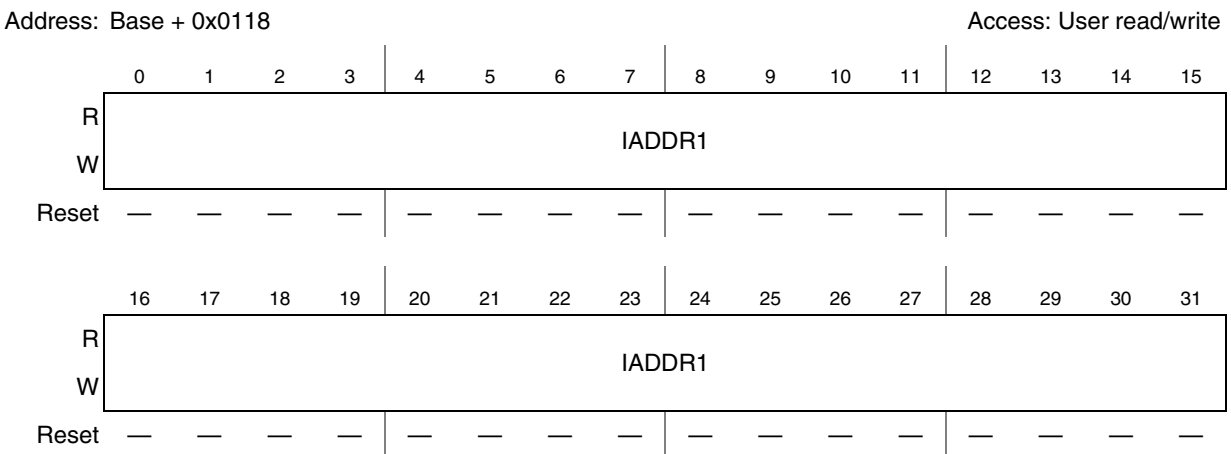 Address: Base + 0x0118 Access: User read/write
0 1 2 3 4 5 6 7 8 9 10 11 12 13 14 15
R
IADDR1
W
Reset — — — — — — — — — — — — — — — —
16 17 18 19 20 21 22 23 24 25 26 27 28 29 30 31
R
IADDR1
W
Reset — — — — — — — — — — — — — — — —